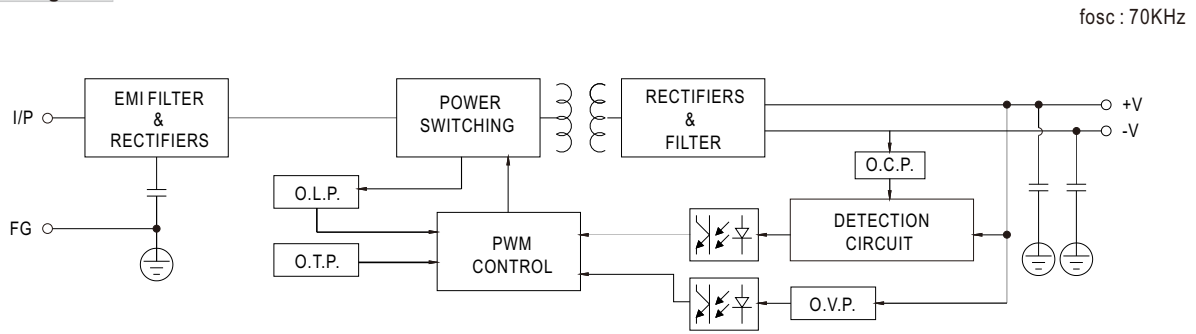 fosc : 70KHz
I/P
EMI FILTER
&
RECTIFIERS
POWER
SWITCHING
RECTIFIERS
&
FILTER
+V
-V
O.C.P.
O.L.P.
FG
PWM
CONTROL
DETECTION
CIRCUIT
O.T.P.
O.V.P.